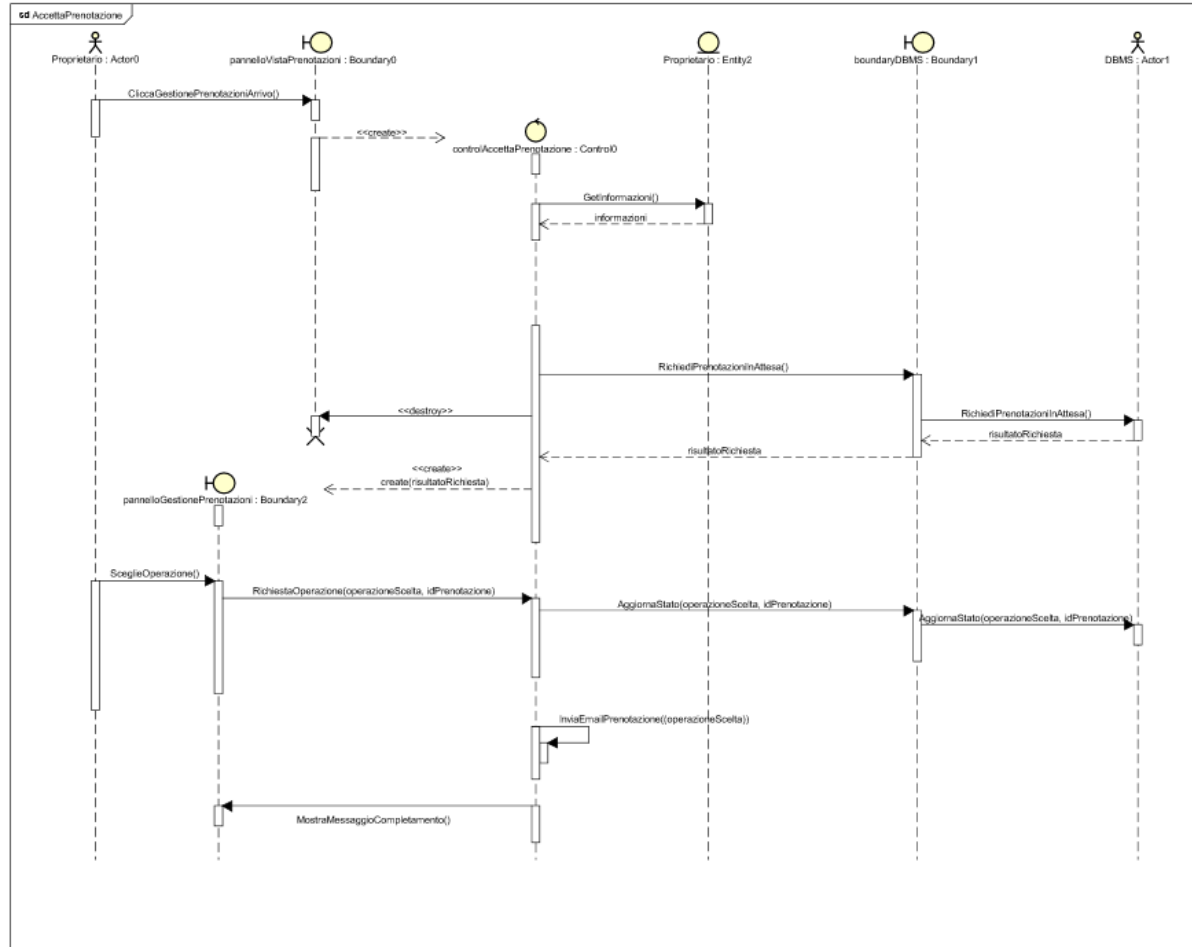 sd AccettaPrenotazione
Proprietario : Actor0
pannelloVistaPrenotazioni : Boundary0
Proprietario : Entity2
boundaryDBMS : Boundary1
DBMS : Actor1
CliccaGestionePrenotazioniArrivo()
<<create>>
controlAccettaPrenotazione : Control0
GetInformazioni()
informazioni
RichiediPrenotazioniInAttesa()
<<destroy>>
RichiediPrenotazioniInAttesa()
risultatoRichiesta
risultatoRichiesta
<<create>>
create(risultatoRichiesta)
pannelloGestionePrenotazioni : Boundary2
SceglieOperazione()
RichiestaOperazione(operazioneScelta, idPrenotazione)
AggiornaStato(operazioneScelta, idPrenotazione)
AggiornaStato(operazioneScelta, idPrenotazione)
InviaEmailPrenotazione((operazioneScelta))
MostraMessaggioCompletamento()